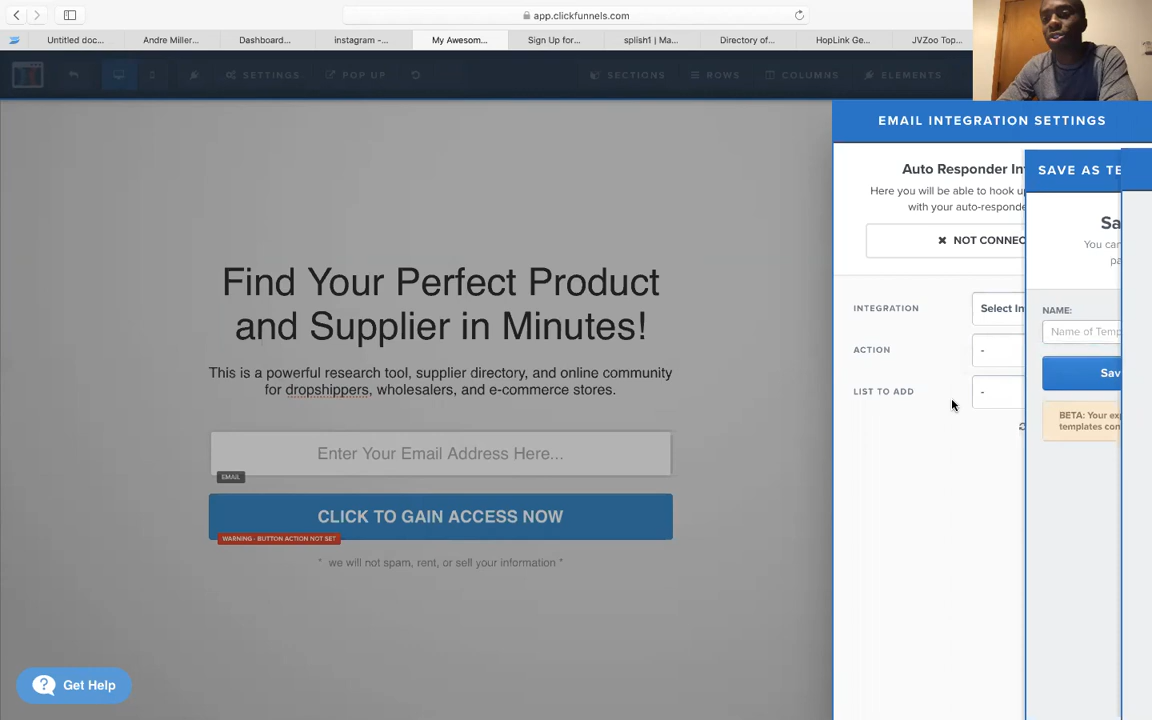 app.clickfunnels.com
Untitled doc...
Andre Miller...
Dashboard...
instagram -...
My Awesom...
Sign Up for...
splish1 | Ma...
Directory of...
HopLink Ge...
JVZoo Top...
SETTINGS
POP UP
SECTIONS
ROWS
COLUMNS
ELEMENTS
EMAIL INTEGRATION SETTINGS
Auto Responder In
Here you will be able to hook u
with your auto-responde
NOT CONNEC
SAVE AS TE
Sa
You can
pa
INTEGRATION
Select In
ACTION
-
LIST TO ADD
-
NAME:
Name of Temp
Sav
BETA: Your exp
templates con
Find Your Perfect Product
and Supplier in Minutes!
This is a powerful research tool, supplier directory, and online community
for dropshippers, wholesalers, and e-commerce stores.
Enter Your Email Address Here...
EMAIL
CLICK TO GAIN ACCESS NOW
WARNING - BUTTON ACTION NOT SET
* we will not spam, rent, or sell your information *
? Get Help